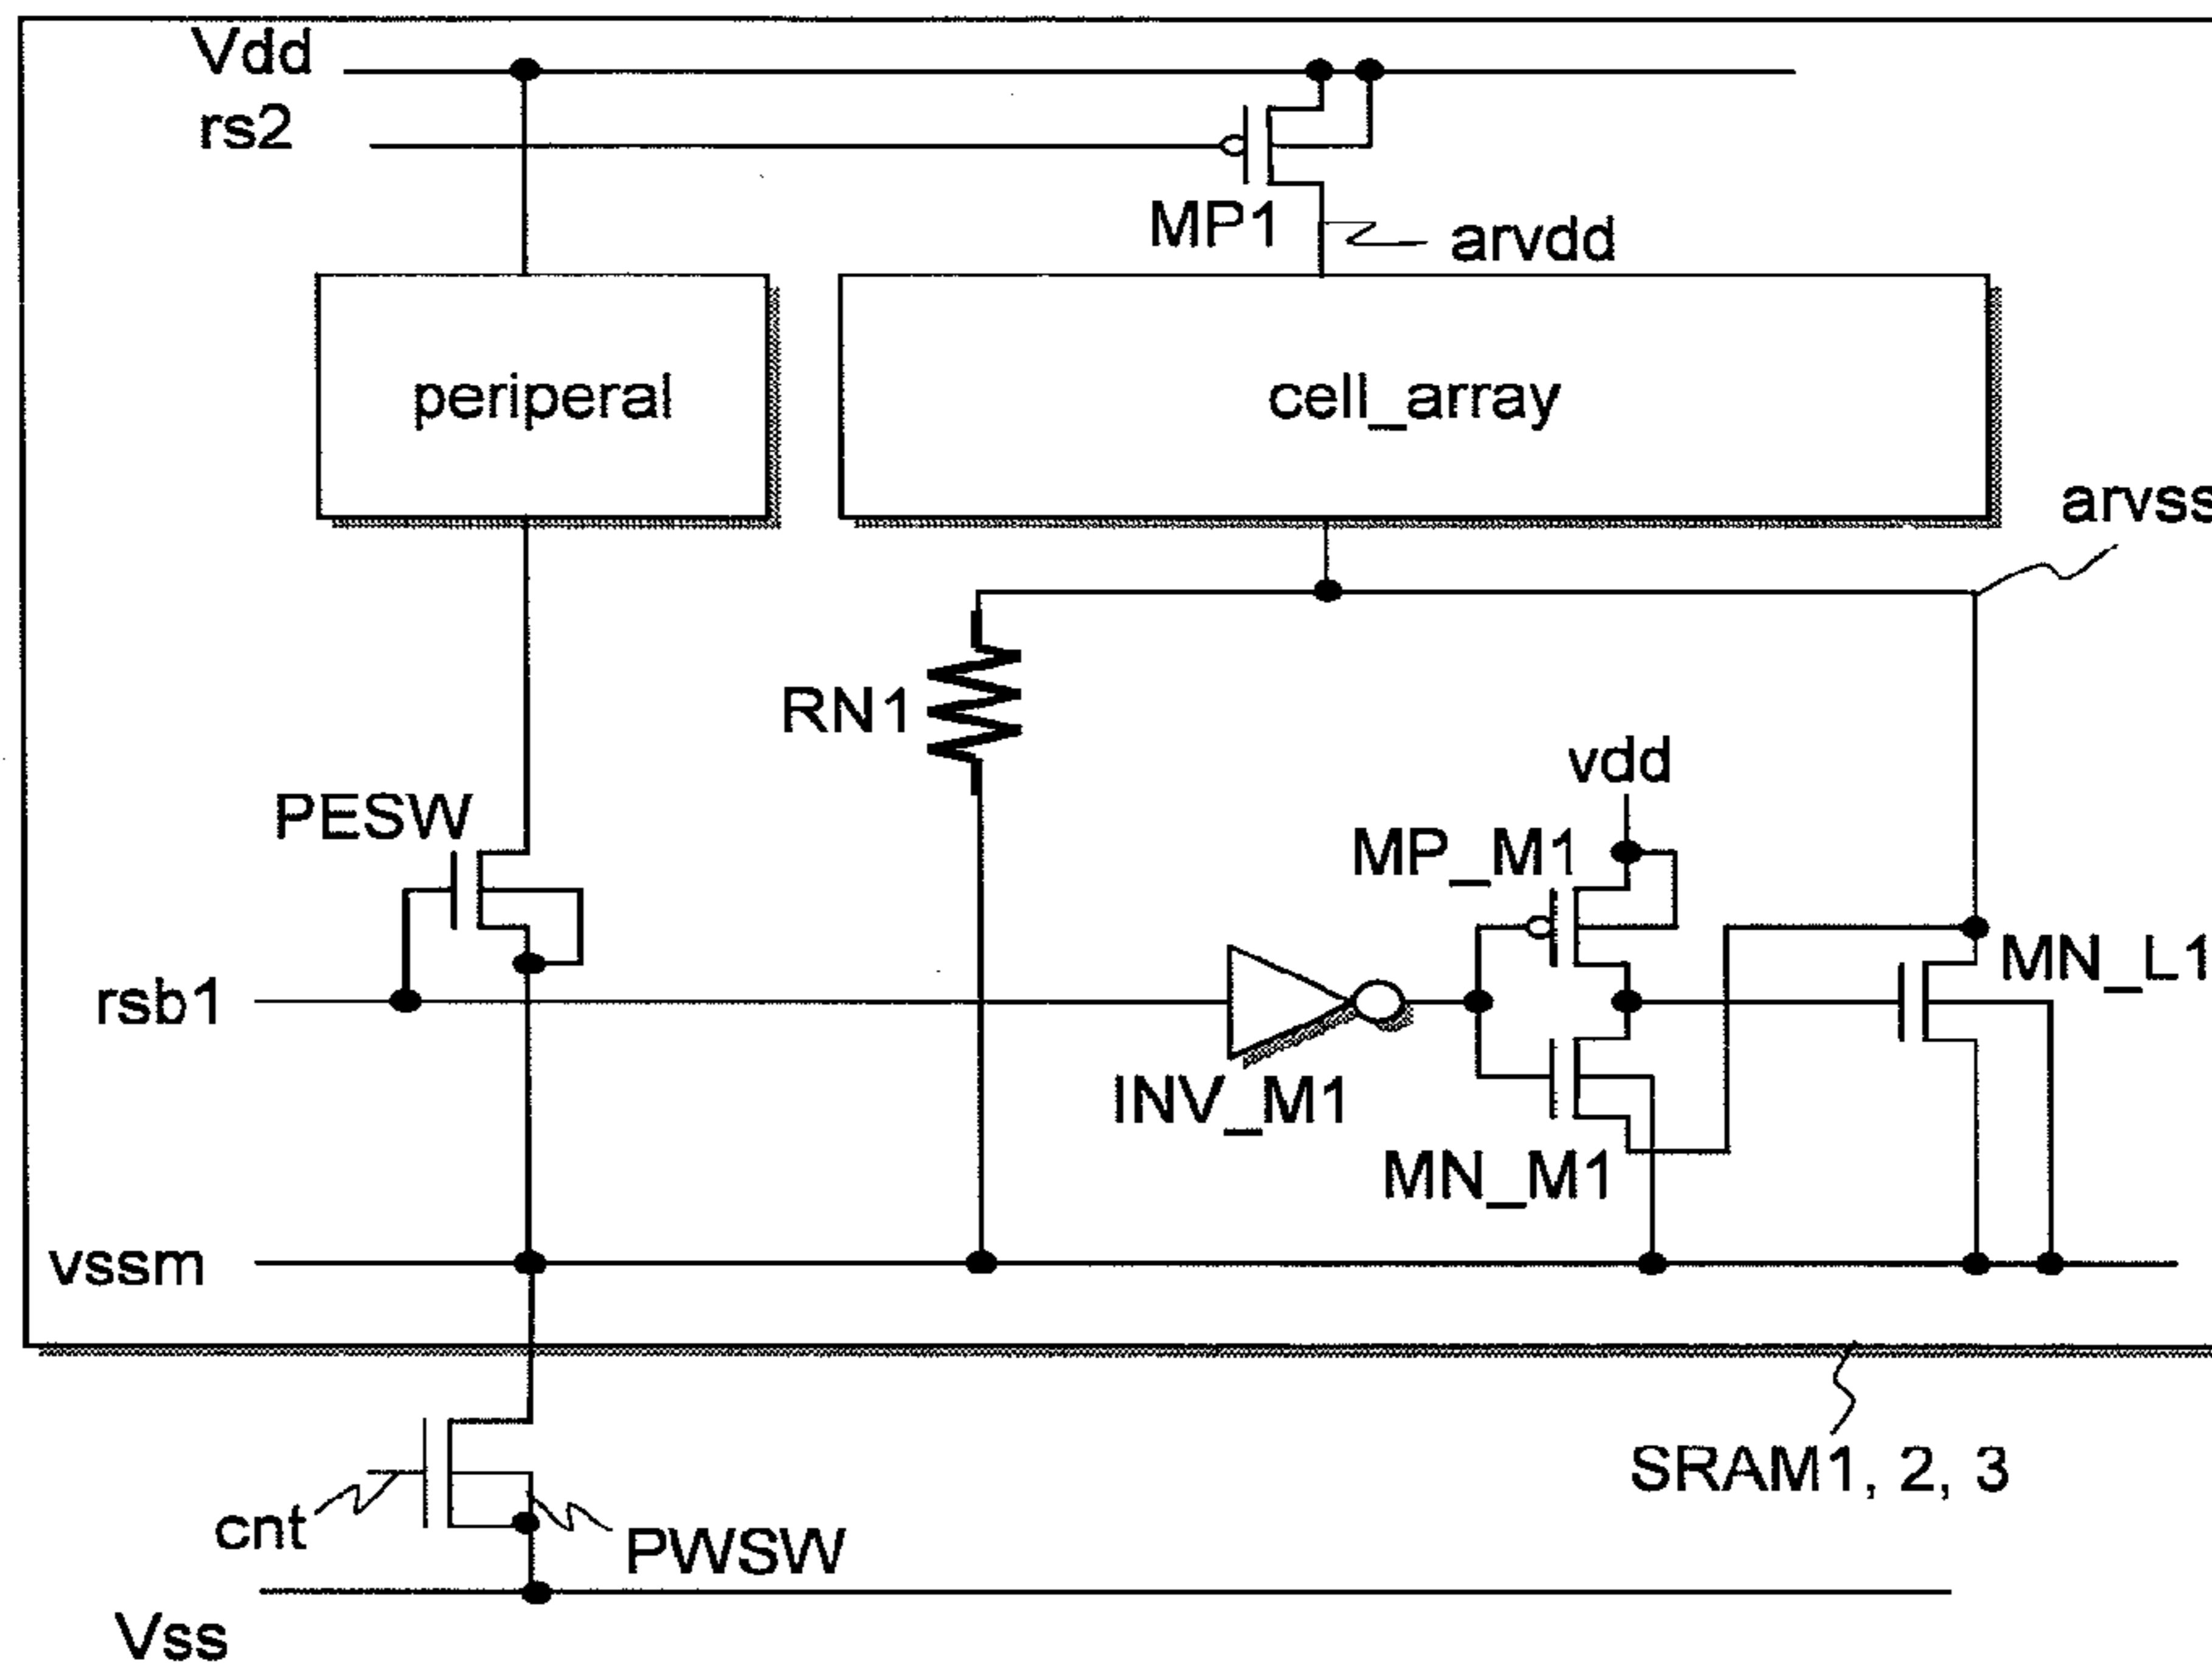 Vdd
rs2
MP1
arvdd
periperal
cell_array
arvss
RN1
vdd
PESW
MP_M1
MN_L1
rsb1
INV_M1
MN_M1
vssm
SRAM1, 2, 3
cnt
PWSW
Vss